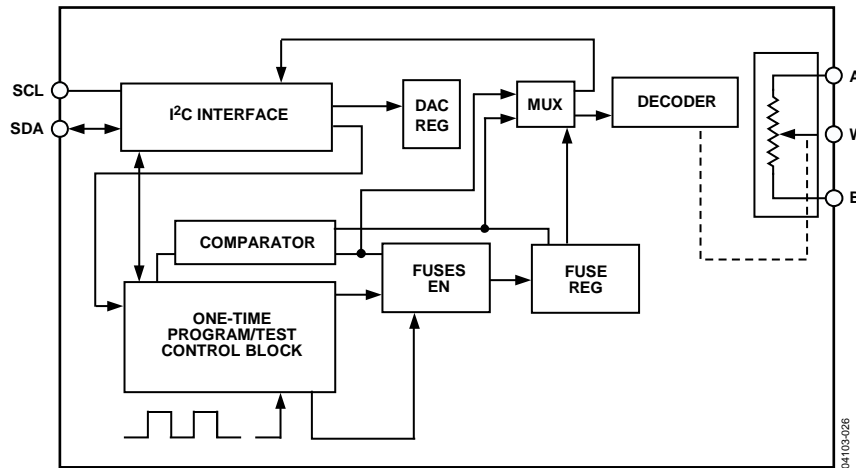 SCL
SDA
I²C INTERFACE
DAC
REG
MUX
DECODER
A
W
B
COMPARATOR
FUSES
EN
FUSE
REG
ONE-TIME
PROGRAM/TEST
CONTROL BLOCK
04103-026